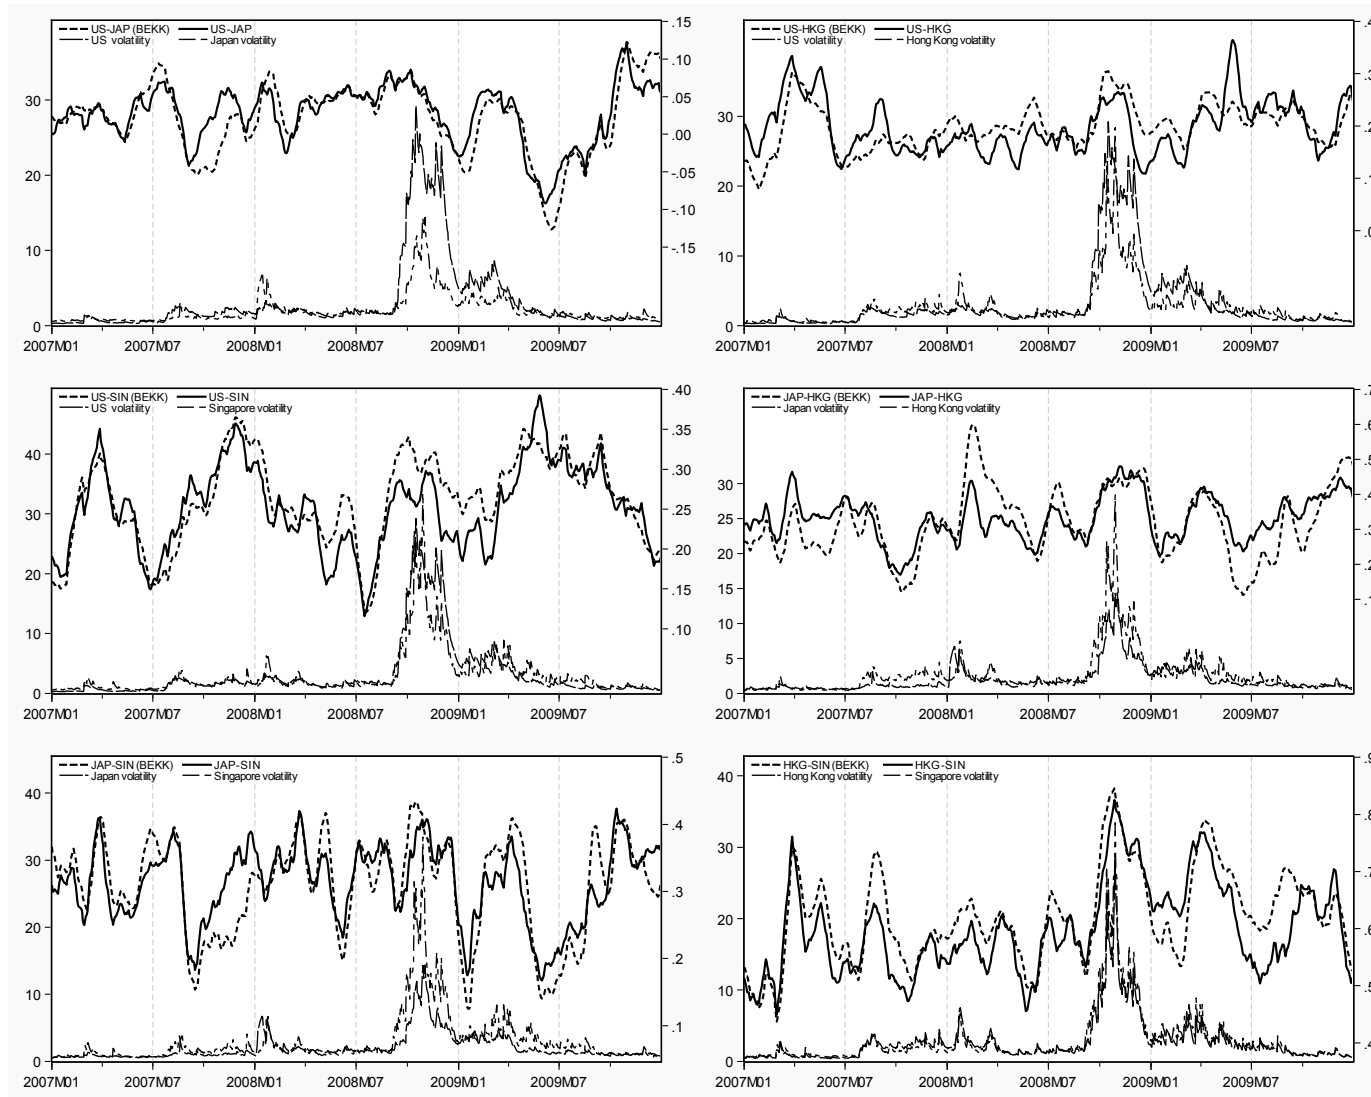 US-JAP (BEKK) US-JAP
US volatility Japan volatility
.15
.10
.05
.00
-.05
-.10
-.15
30
20
10
0
2007M01 2007M07 2008M01 2008M07 2009M01 2009M07
US-HKG (BEKK) US-HKG
US volatility Hong Kong volatility
30
20
10
0
2007M01 2007M07 2008M01 2008M07 2009M01 2009M07
US-SIN (BEKK) US-SIN
US volatility Singapore volatility
.40
.35
.30
.25
.20
.15
.10
40
30
20
10
0
2007M01 2007M07 2008M01 2008M07 2009M01 2009M07
JAP-HKG (BEKK) JAP-HKG
Japan volatility Hong Kong volatility
30
25
20
15
10
5
0
2007M01 2007M07 2008M01 2008M07 2009M01 2009M07
JAP-SIN (BEKK) JAP-SIN
Japan volatility Singapore volatility
.5
.4
.3
.2
.1
40
30
20
10
0
2007M01 2007M07 2008M01 2008M07 2009M01 2009M07
HKG-SIN (BEKK) HKG-SIN
Hong Kong volatility Singapore volatility
40
30
20
10
0
2007M01 2007M07 2008M01 2008M07 2009M01 2009M07